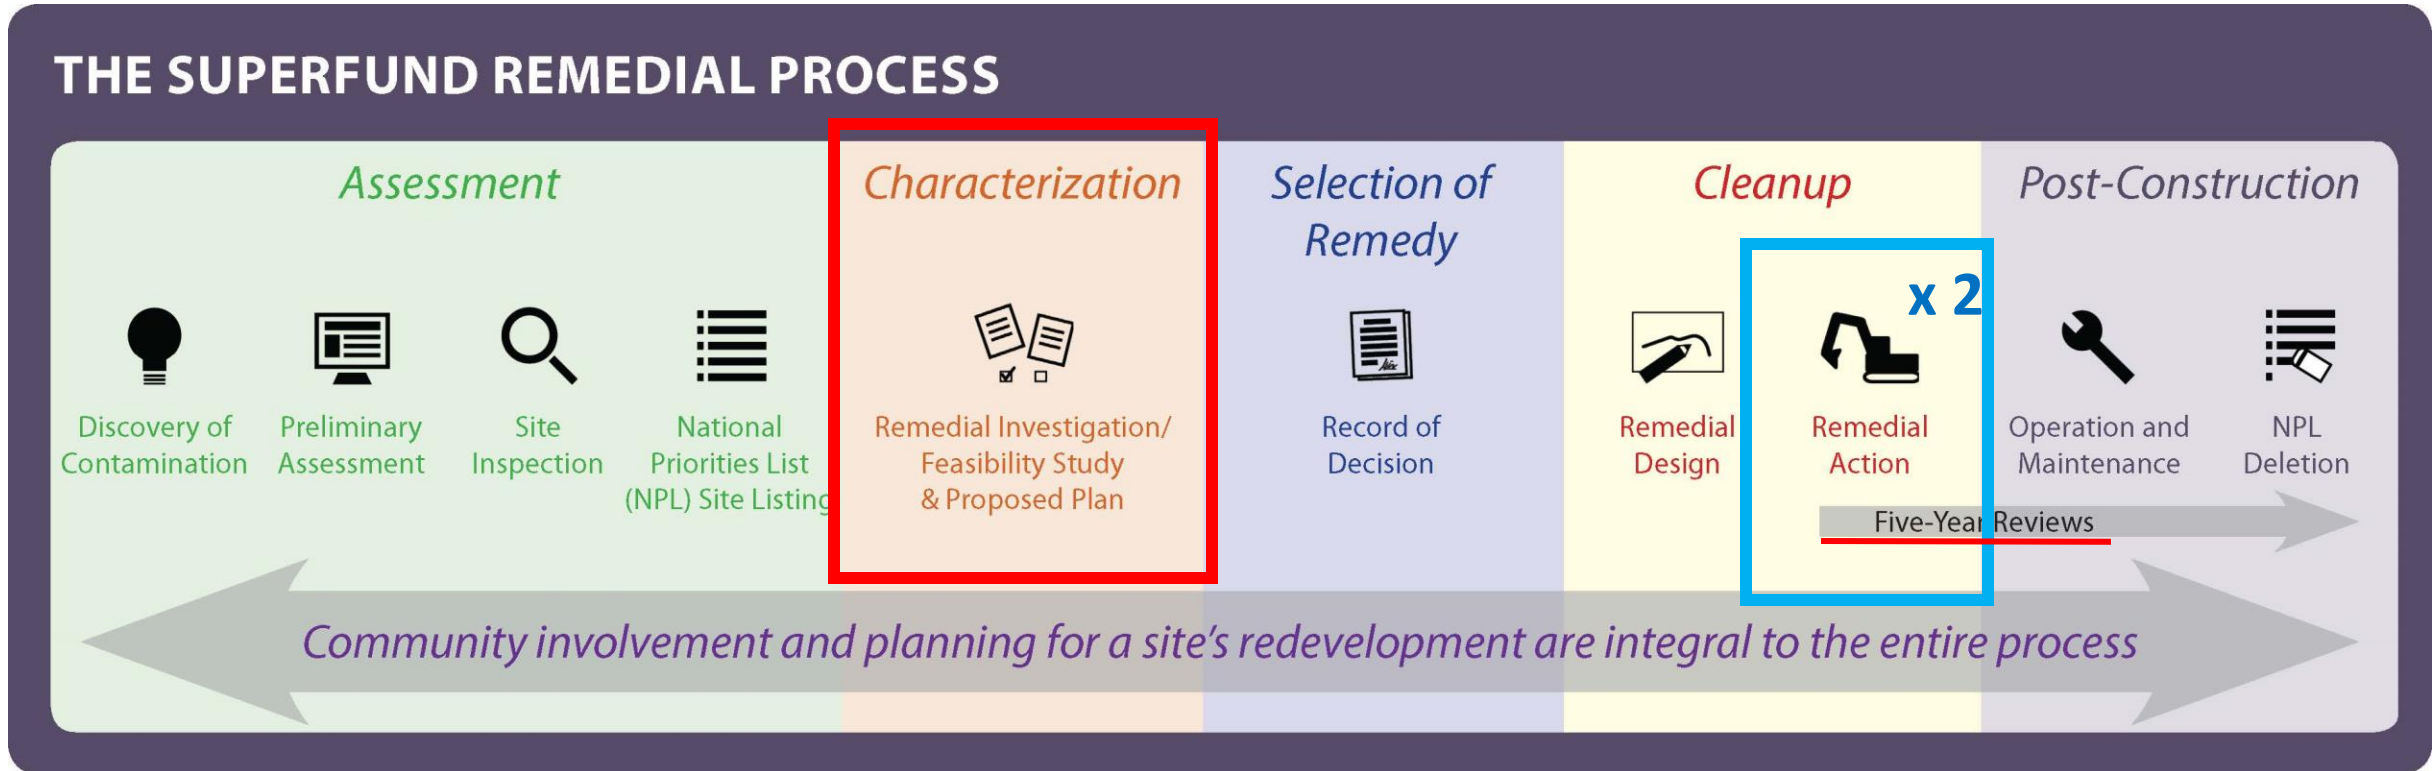 THE SUPERFUND REMEDIAL PROCESS
Assessment
Discovery of
Contamination
Preliminary
Assessment
Site
Inspection
National
Priorities List
(NPL) Site Listing
Characterization
Remedial Investigation/
Feasibility Study
& Proposed Plan
Selection of
Remedy
Record of
Decision
Cleanup
Remedial
Design
x 2
Remedial
Action
Post-Construction
Operation and
Maintenance
NPL
Deletion
Five-Year Reviews
Community involvement and planning for a site's redevelopment are integral to the entire process